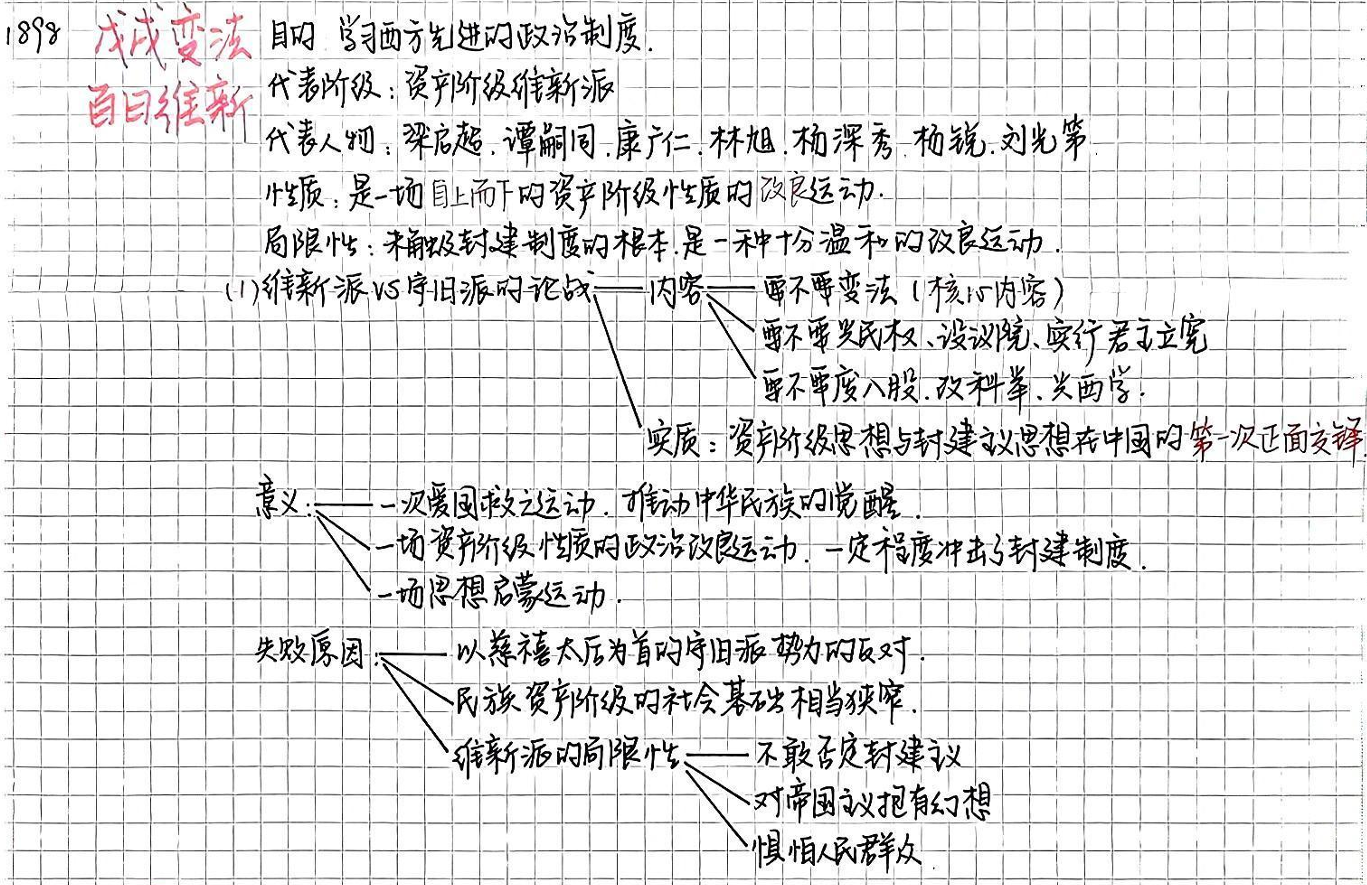 1898 戊戌变法 目的 学习西方先进的政治制度.
百日维新 代表阶级：资产阶级维新派
代表人物：梁启超.谭嗣同.康广仁.林旭.杨深秀.杨锐.刘光第
性质：是一场自上而下的资产阶级性质的改良运动.
局限性：未触及封建制度的根本.是一种十分温和的改良运动.
(1)维新派VS守旧派的论战 内容 要不要变法(核心内容)
要不要兴民权、设议院、实行君主立宪
要不要废八股.改科举、兴西学.
实质：资产阶级思想与封建主义思想在中国的第一次正面交锋.
意义： 一次爱国救亡运动.推动中华民族的觉醒.
一场资产阶级性质的政治改良运动.一定程度冲击了封建制度.
一场思想启蒙运动.
失败原因： 以慈禧太后为首的守旧派势力的反对.
民族资产阶级的社会基础相当狭窄.
维新派的局限性 不敢否定封建主义
对帝国主义抱有幻想
惧怕人民群众